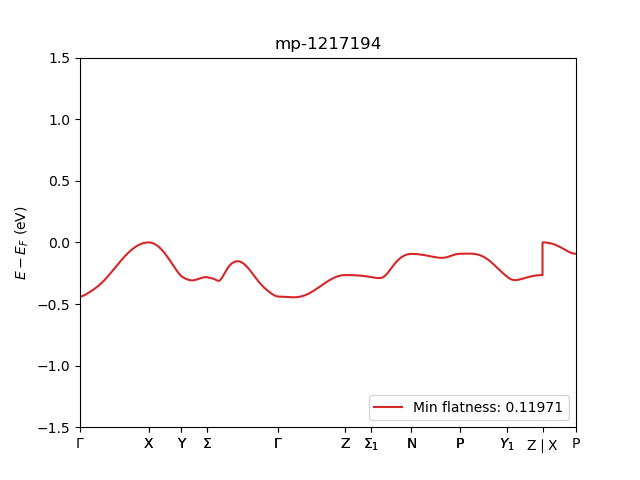 mp-1217194
E − E_F (eV)
1.5
1.0
0.5
0.0
−0.5
−1.0
−1.5
Min flatness: 0.11971
Γ X Y Σ Γ Z Σ₁ N P Y₁ Z | X P